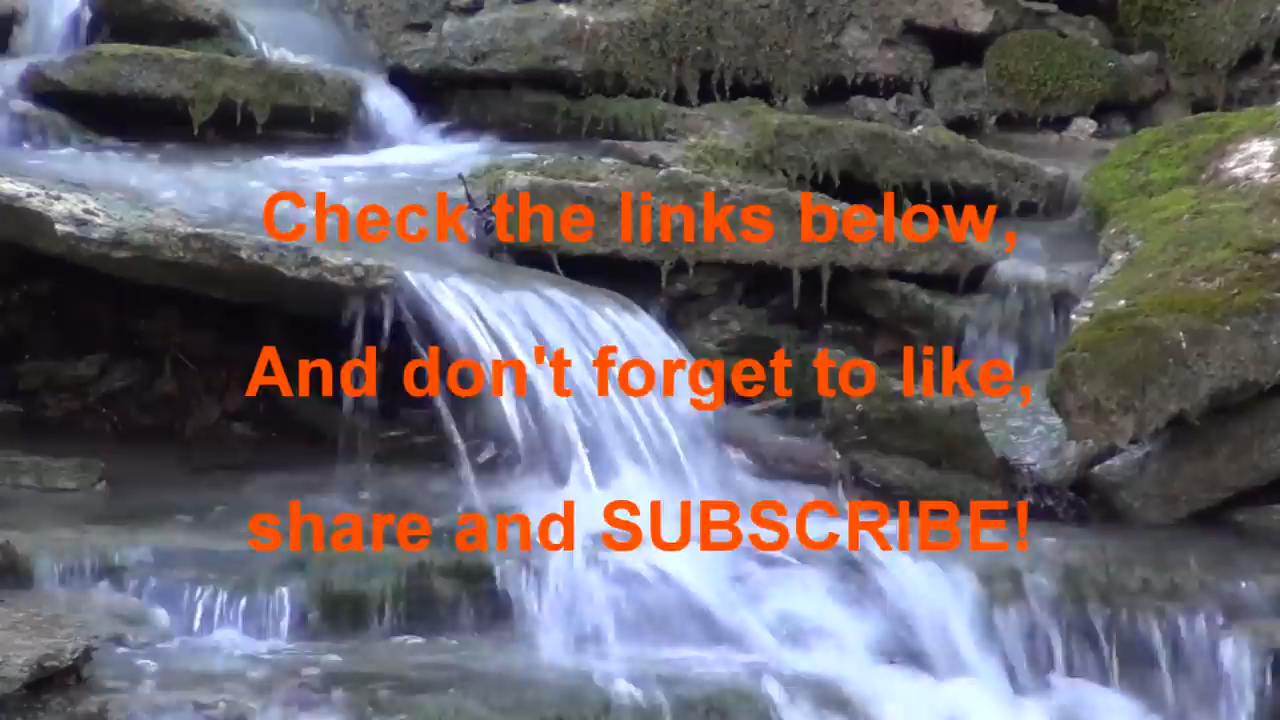 Check the links below,
And don't forget to like,
share and SUBSCRIBE!